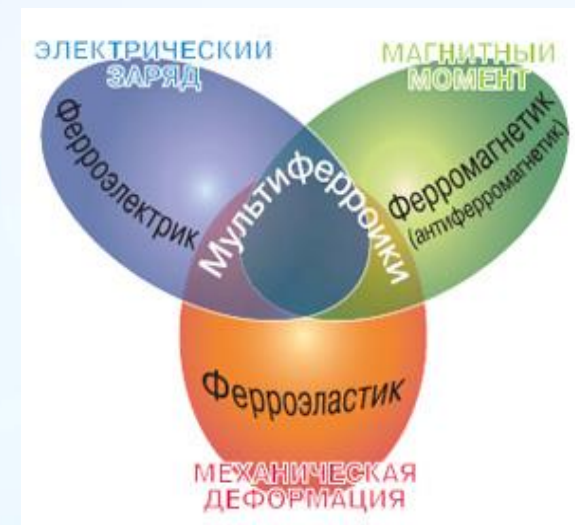 ЭЛЕКТРИЧЕСКИЙ
ЗАРЯД
МАГНИТНЫЙ
МОМЕНТ
Ферроэлектрик
Мультиферроики
Ферромагнетик
(антиферромагнетик)
Ферроэластик
МЕХАНИЧЕСКАЯ
ДЕФОРМАЦИЯ